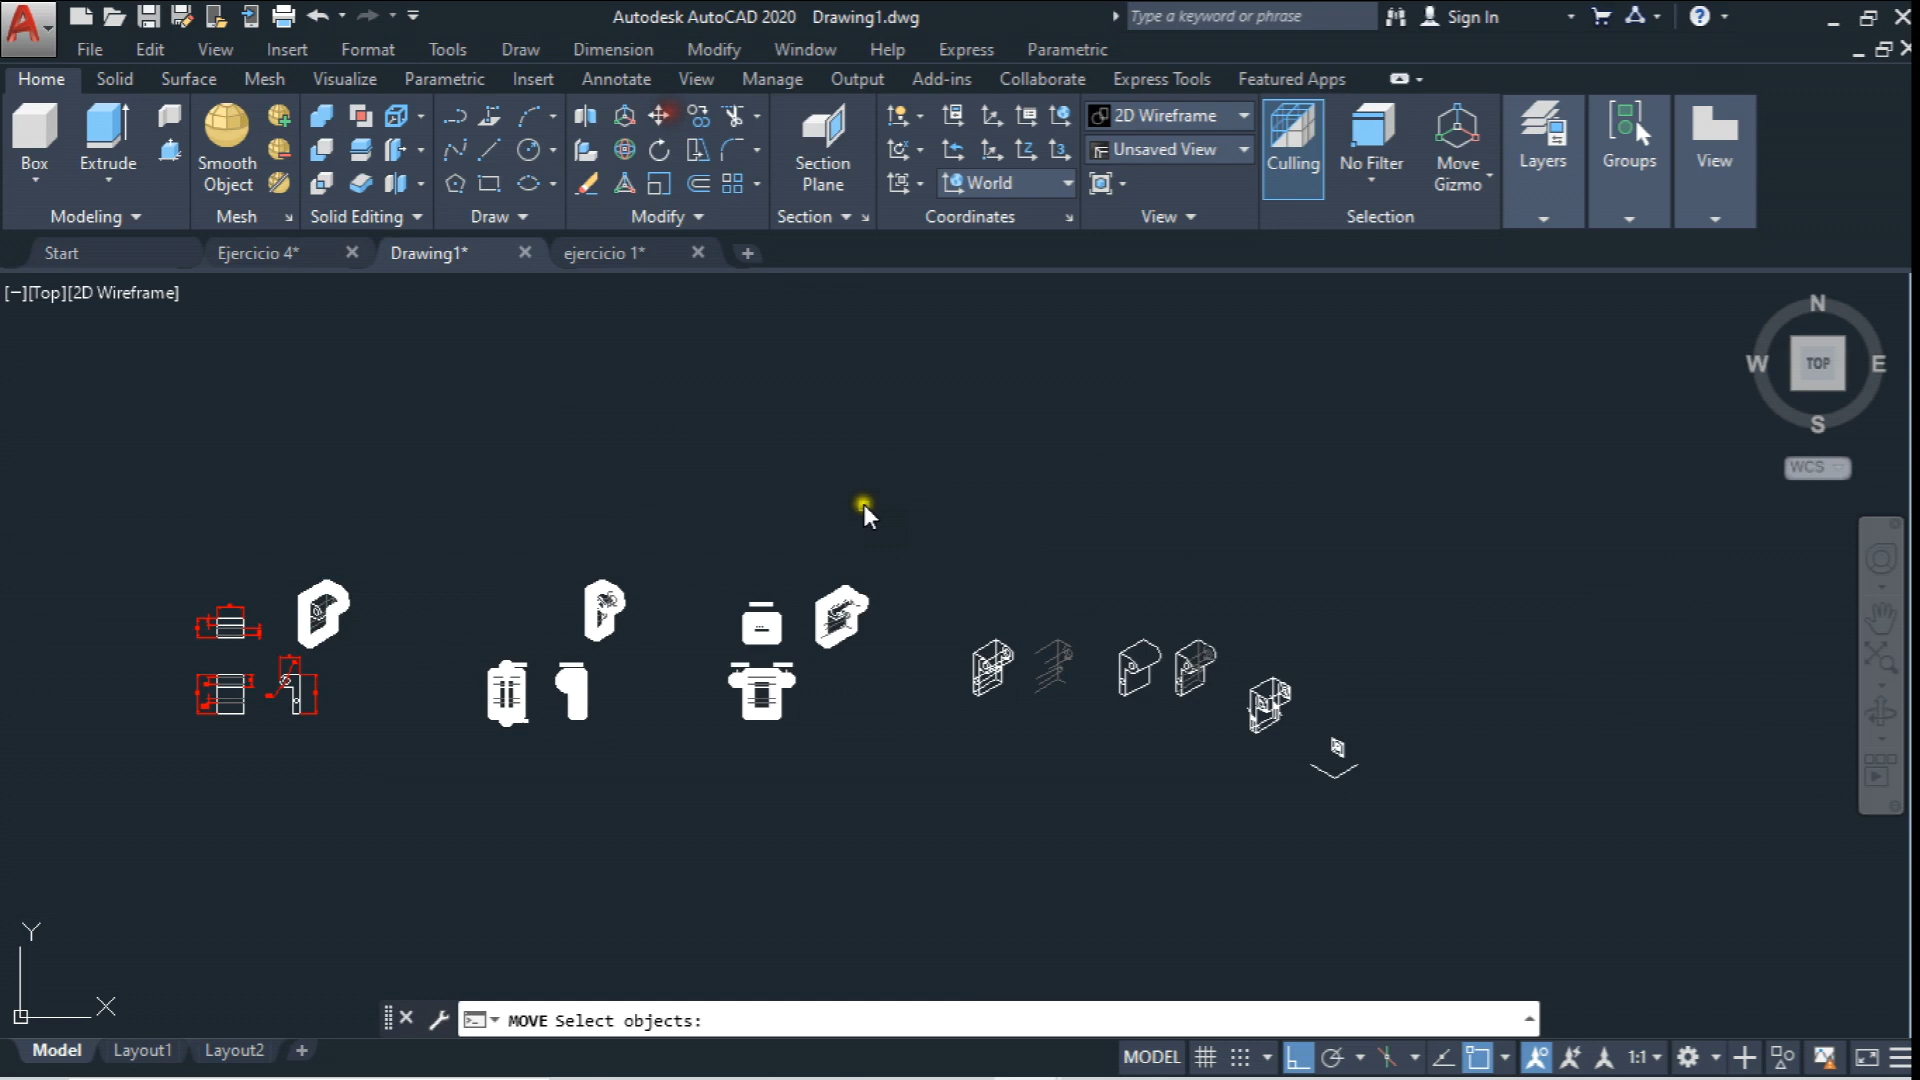 Autodesk AutoCAD 2020 Drawing1.dwg
Type a keyword or phrase
Sign In
File Edit View Insert Format Tools Draw Dimension Modify Window Help Express Parametric
Home Solid Surface Mesh Visualize Parametric Insert Annotate View Manage Output Add-ins Collaborate Express Tools Featured Apps
2D Wireframe
Unsaved View
World
Box
Extrude
Smooth
Object
Section
Plane
Culling
No Filter
Move
Gizmo
Layers
Groups
View
Modeling
Mesh
Solid Editing
Draw
Modify
Section
Coordinates
View
Selection
Start
Ejercicio 4*
Drawing1*
ejercicio 1*
[−][Top][2D Wireframe]
N
W
TOP
E
S
WCS
Y
X
MOVE Select objects:
Model
Layout1
Layout2
MODEL
1:1